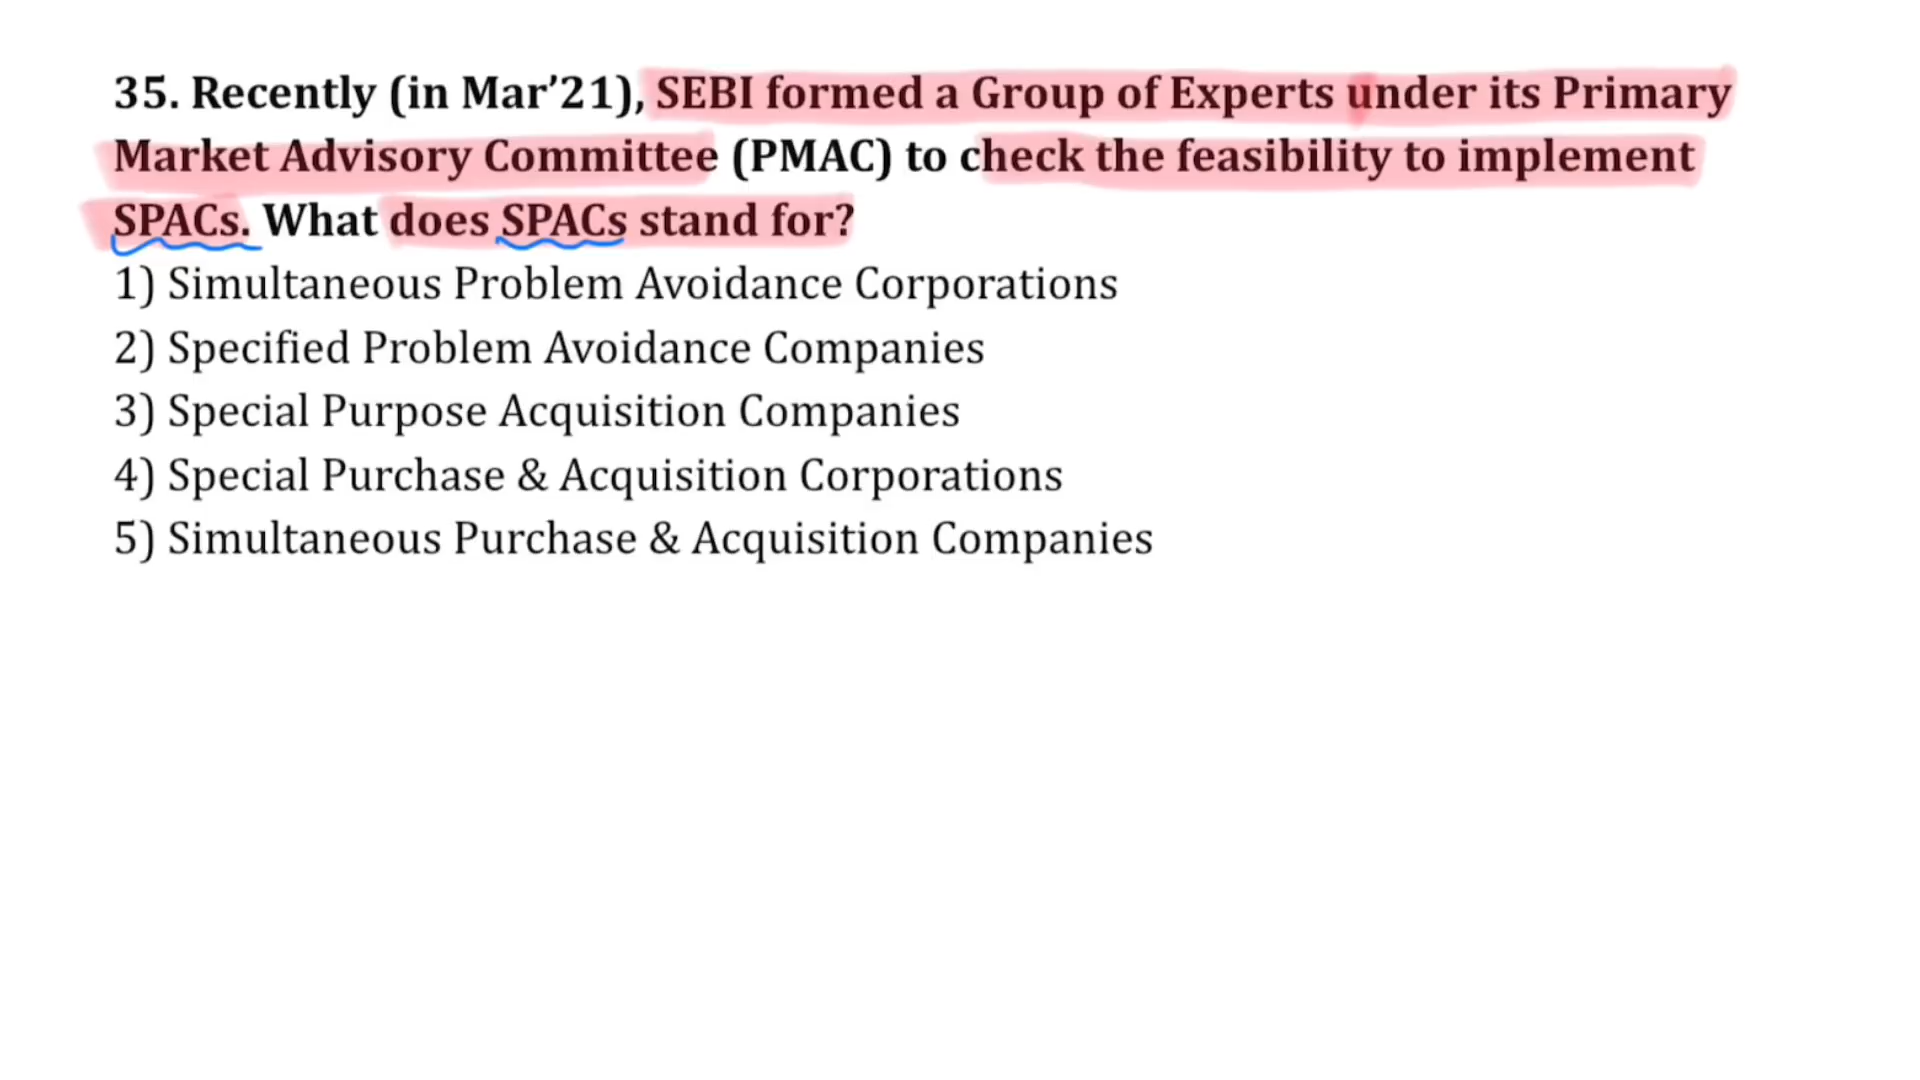 35. Recently (in Mar’21), SEBI formed a Group of Experts under its Primary
Market Advisory Committee (PMAC) to check the feasibility to implement
SPACs. What does SPACs stand for?
1) Simultaneous Problem Avoidance Corporations
2) Specified Problem Avoidance Companies
3) Special Purpose Acquisition Companies
4) Special Purchase & Acquisition Corporations
5) Simultaneous Purchase & Acquisition Companies